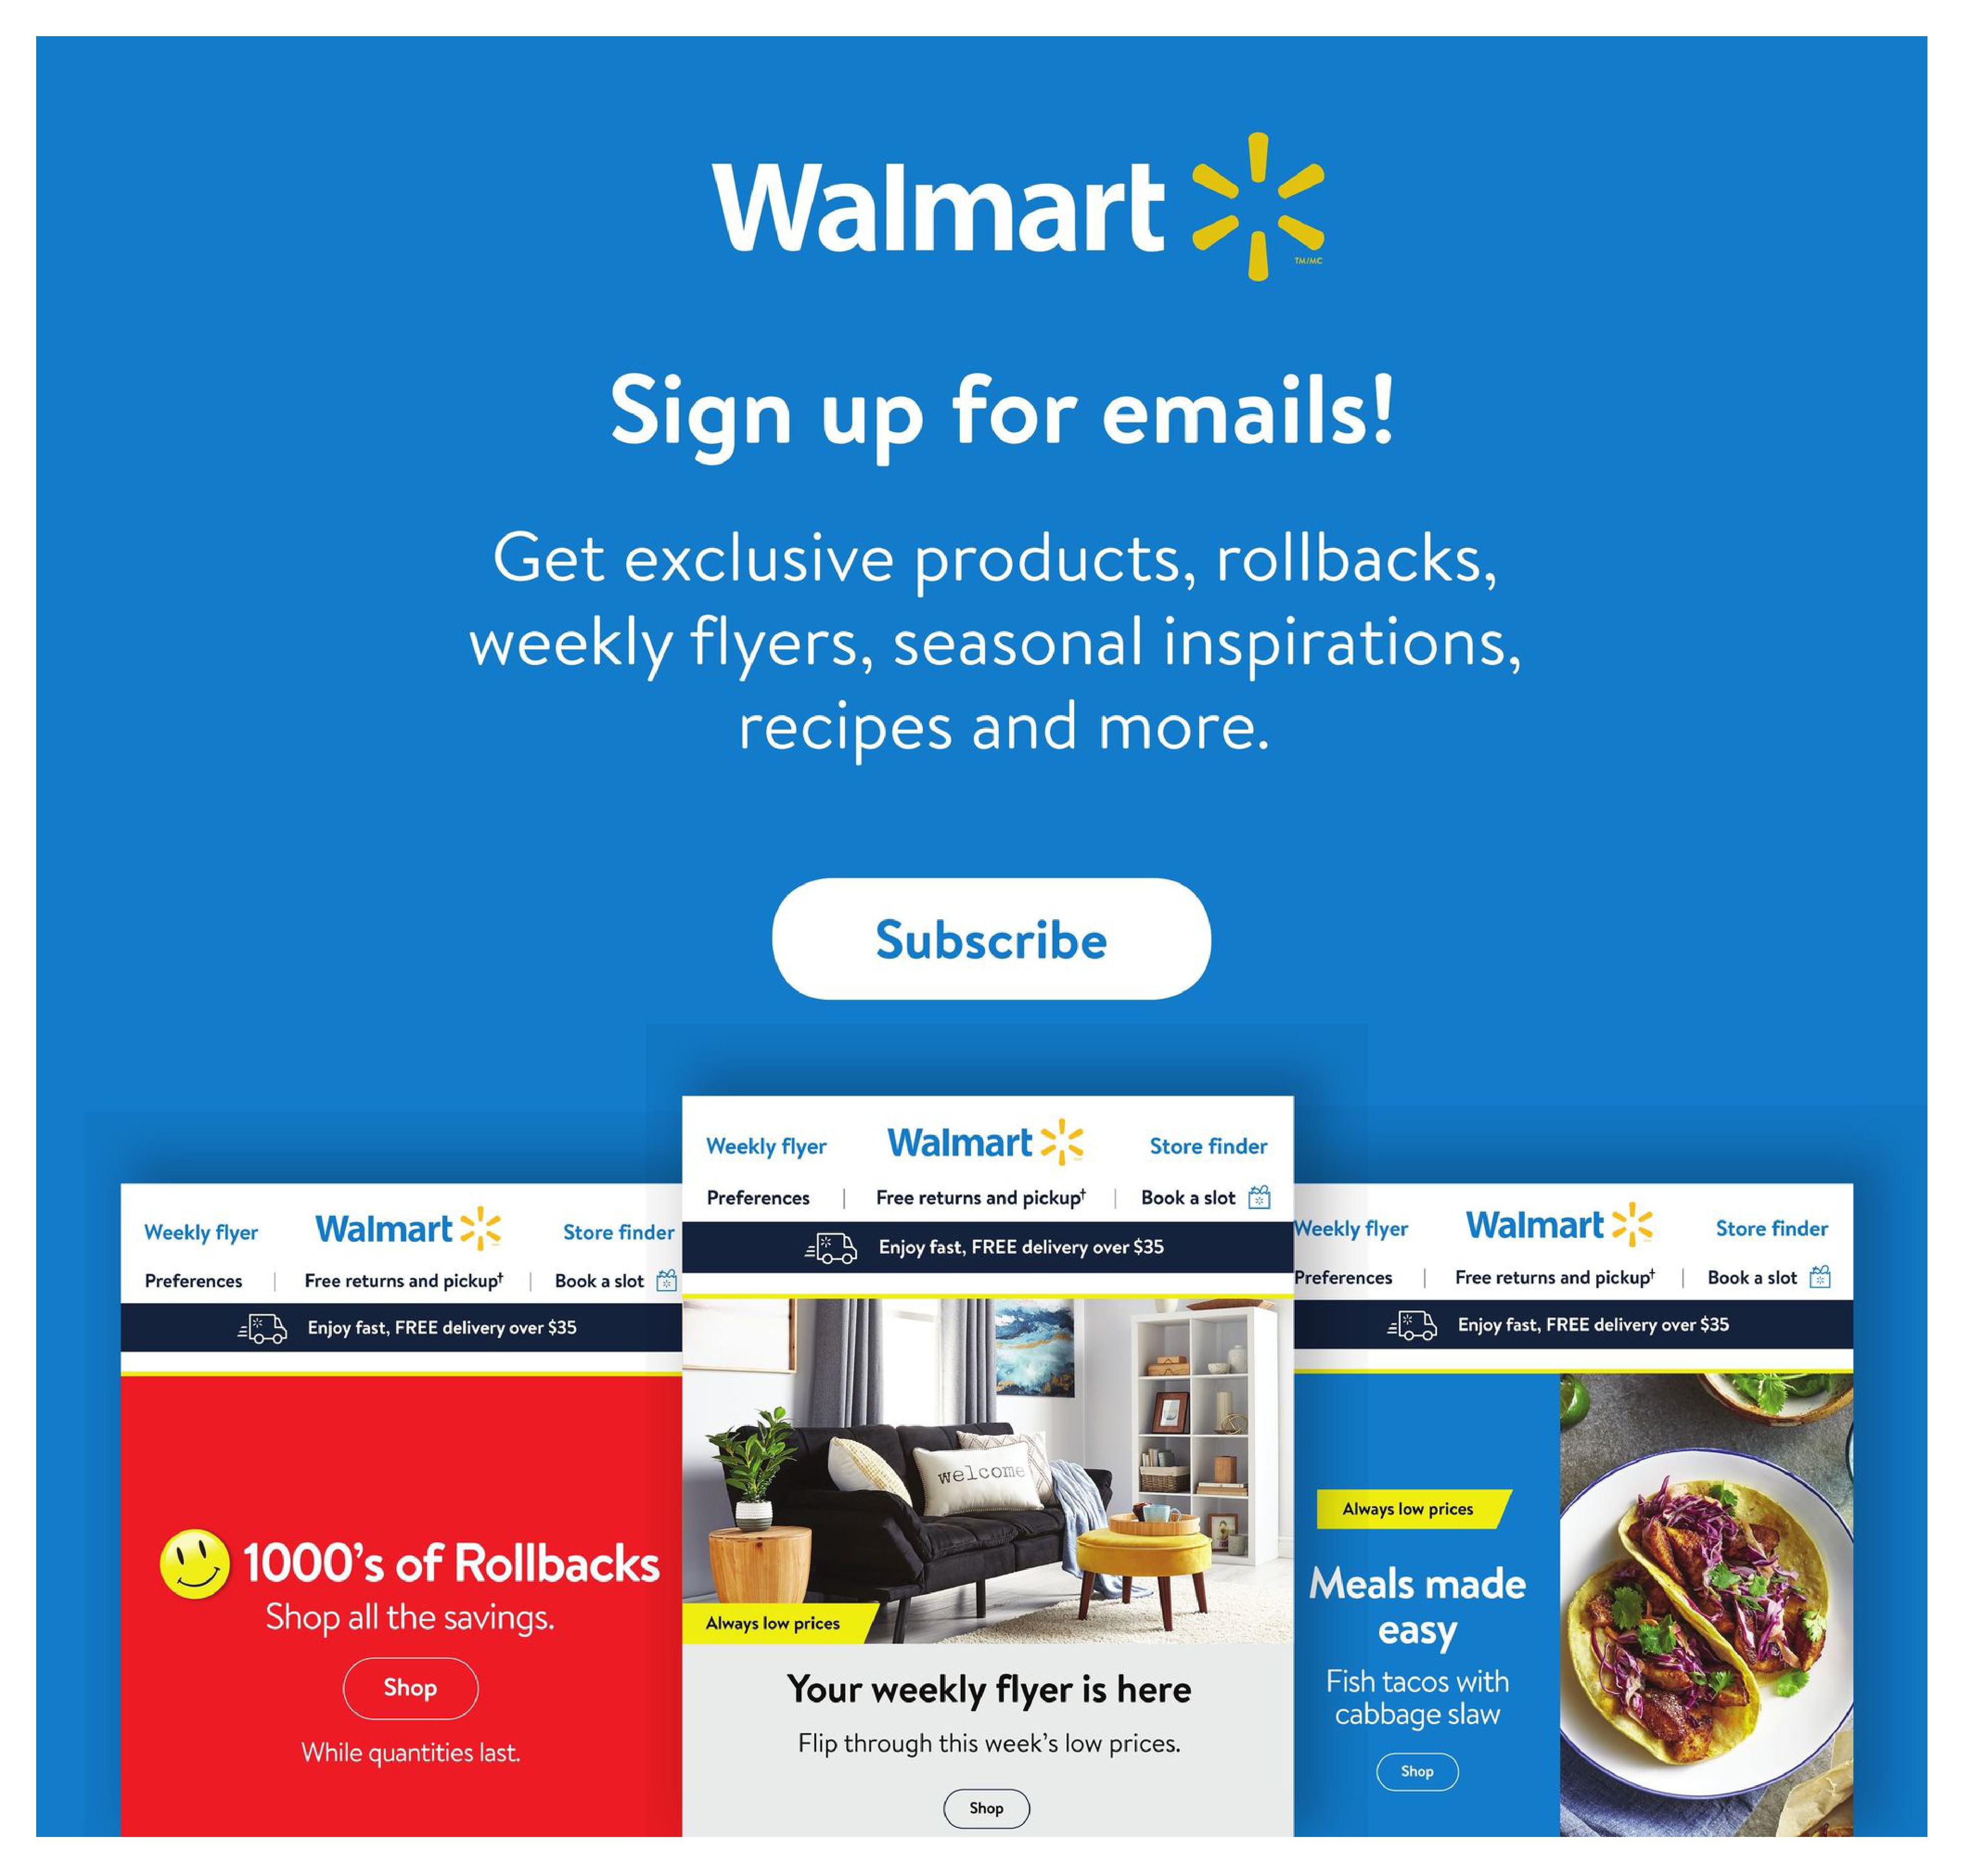 Walmart
TM/MC
Sign up for emails!
Get exclusive products, rollbacks,
weekly flyers, seasonal inspirations,
recipes and more.
Subscribe
Weekly flyer Walmart Store finder
Preferences | Free returns and pickup† | Book a slot
Enjoy fast, FREE delivery over $35
1000's of Rollbacks
Shop all the savings.
Shop
While quantities last.
Weekly flyer Walmart Store finder
Preferences | Free returns and pickup† | Book a slot
Enjoy fast, FREE delivery over $35
welcome
Always low prices
Your weekly flyer is here
Flip through this week's low prices.
Shop
Weekly flyer Walmart Store finder
Preferences | Free returns and pickup† | Book a slot
Enjoy fast, FREE delivery over $35
Always low prices
Meals made
easy
Fish tacos with
cabbage slaw
Shop